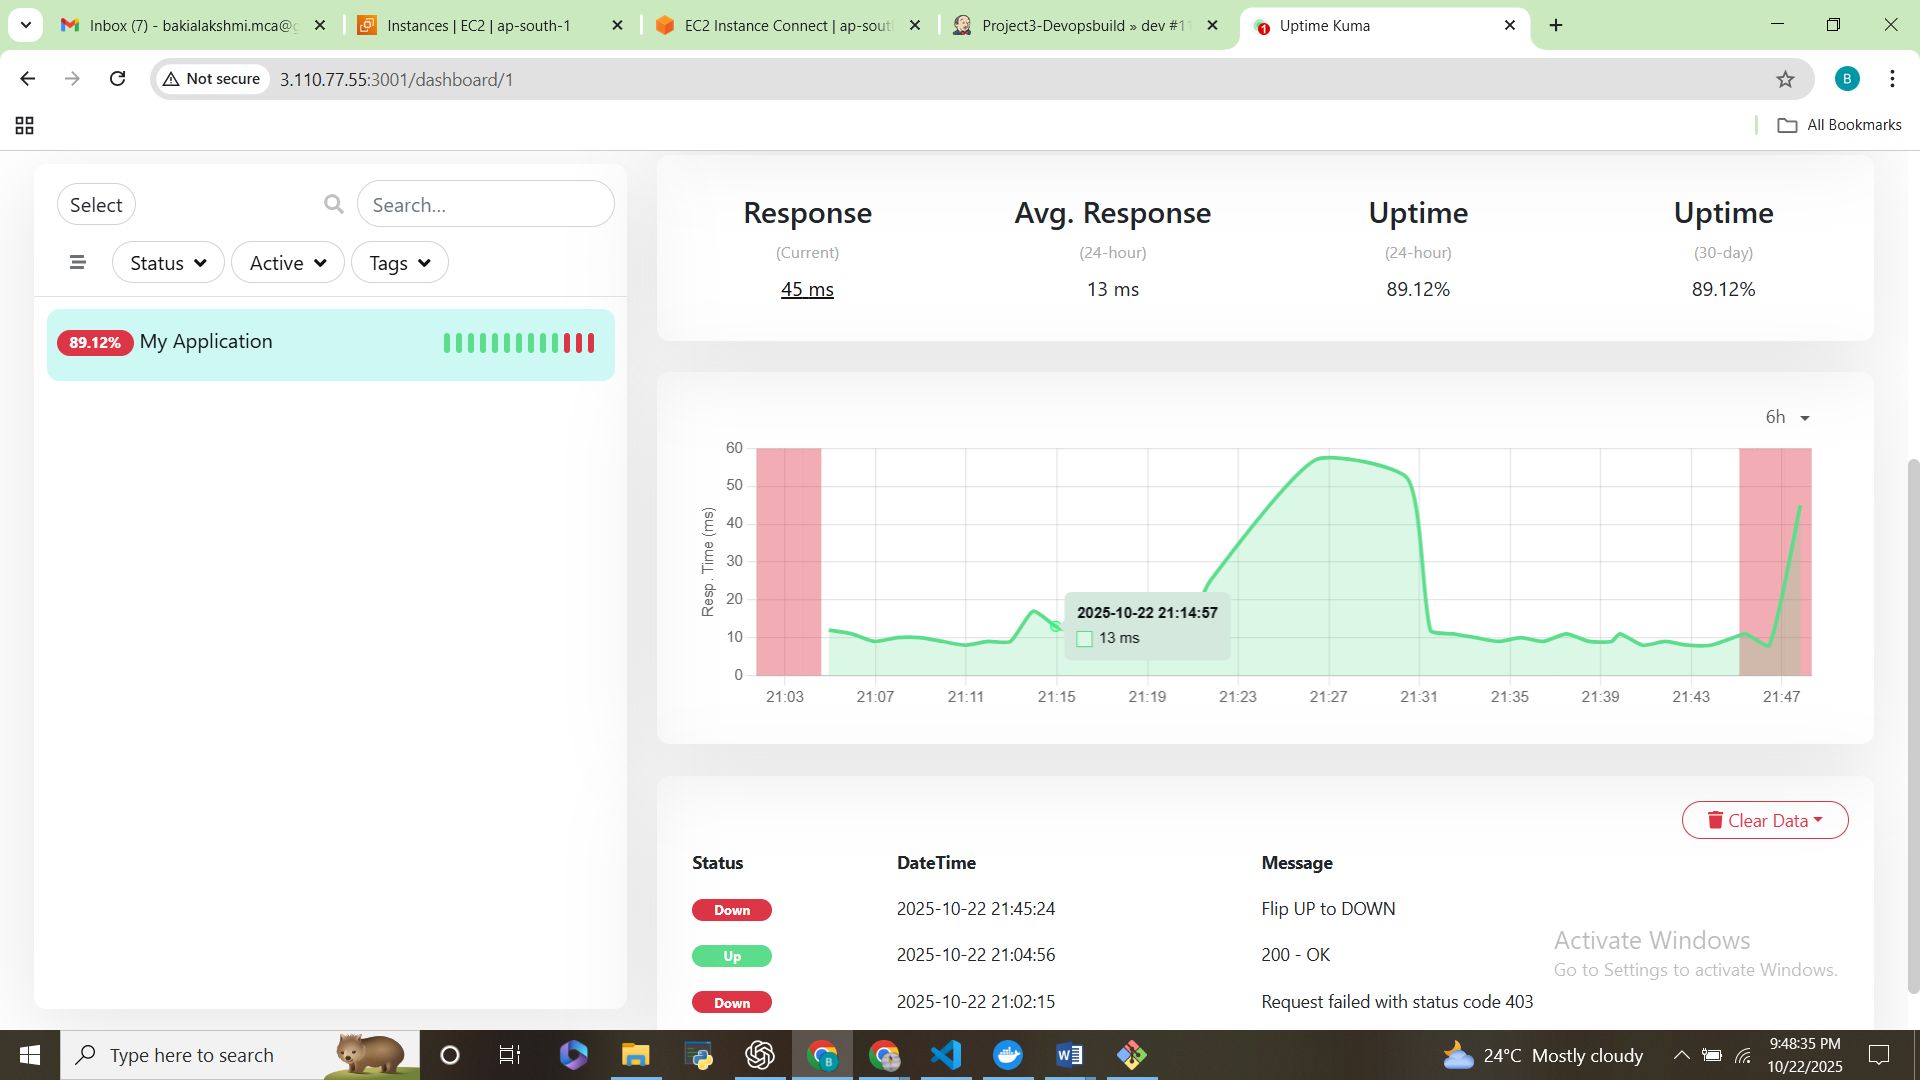 Inbox (7) - bakialakshmi.mca@g
Instances | EC2 | ap-south-1
EC2 Instance Connect | ap-sout
Project3-Devopsbuild » dev #11
1
Uptime Kuma
Not secure
3.110.77.55:3001/dashboard/1
B
All Bookmarks
Select
Search...
Status
Active
Tags
89.12%
My Application
Response
Avg. Response
Uptime
Uptime
(Current)
(24-hour)
(24-hour)
(30-day)
45 ms
13 ms
89.12%
89.12%
6h
Resp. Time (ms)
60
50
40
30
20
10
0
2025-10-22 21:14:57
13 ms
21:03
21:07
21:11
21:15
21:19
21:23
21:27
21:31
21:35
21:39
21:43
21:47
Clear Data
Status
DateTime
Message
Down
2025-10-22 21:45:24
Flip UP to DOWN
Up
2025-10-22 21:04:56
200 - OK
Down
2025-10-22 21:02:15
Request failed with status code 403
Activate Windows
Go to Settings to activate Windows.
Type here to search
B
24°C Mostly cloudy
9:48:35 PM
10/22/2025